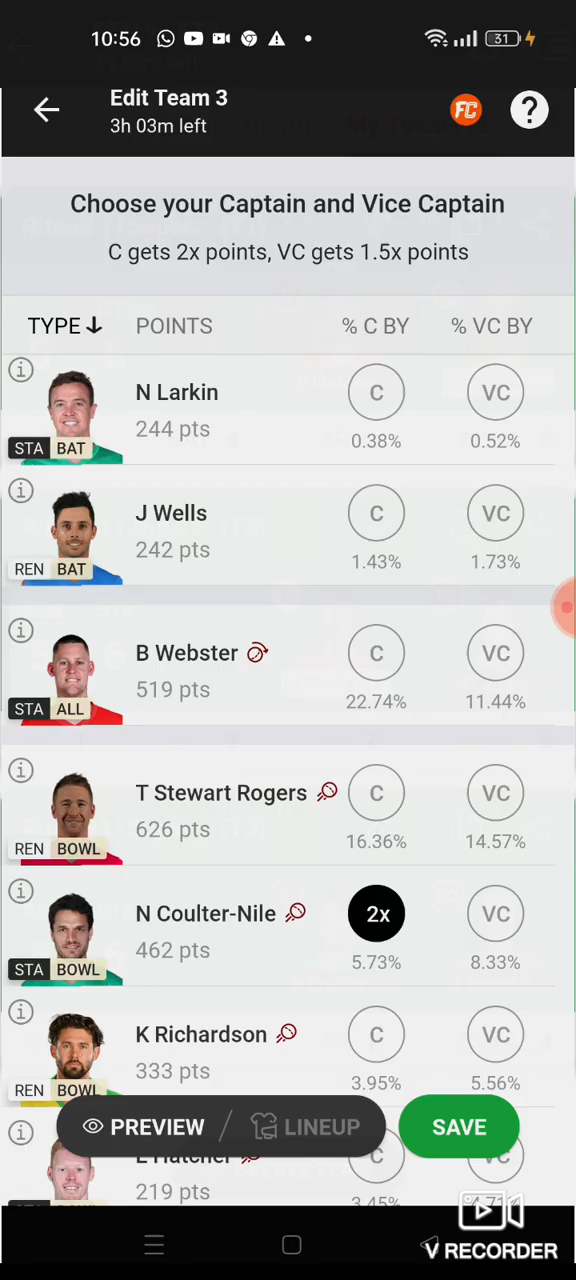 10:56
31
Edit Team 3
3h 03m left
FC
?
Choose your Captain and Vice Captain
C gets 2x points, VC gets 1.5x points
TYPE POINTS % C BY % VC BY
N Larkin
244 pts
C VC
0.38% 0.52%
STA BAT
J Wells
242 pts
C VC
1.43% 1.73%
REN BAT
B Webster
519 pts
C VC
22.74% 11.44%
STA ALL
T Stewart Rogers
626 pts
C VC
16.36% 14.57%
REN BOWL
N Coulter-Nile
462 pts
2x VC
5.73% 8.33%
STA BOWL
K Richardson
333 pts
C VC
3.95% 5.56%
REN BOWL
PREVIEW / LINEUP SAVE
219 pts
C VC
3.45%
V RECORDER